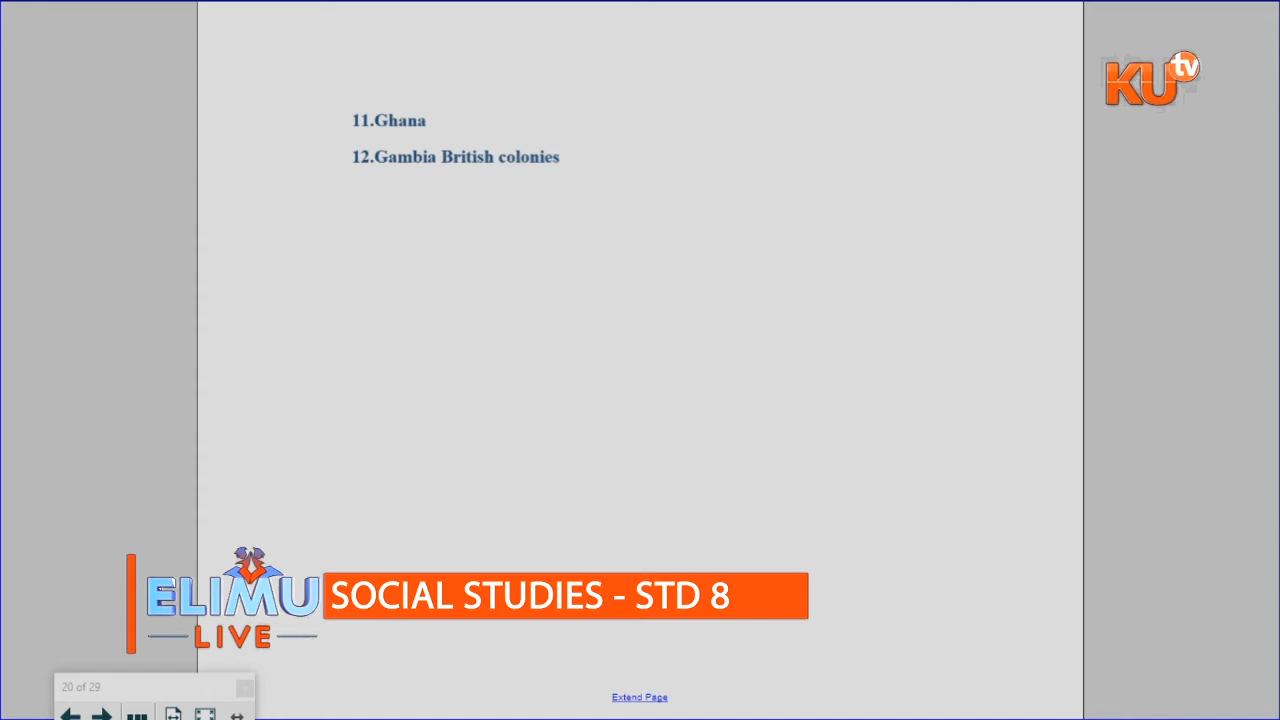 KU tv
11.Ghana
12.Gambia British colonies
ELIMU
LIVE
SOCIAL STUDIES - STD 8
20 of 29
Extend Page